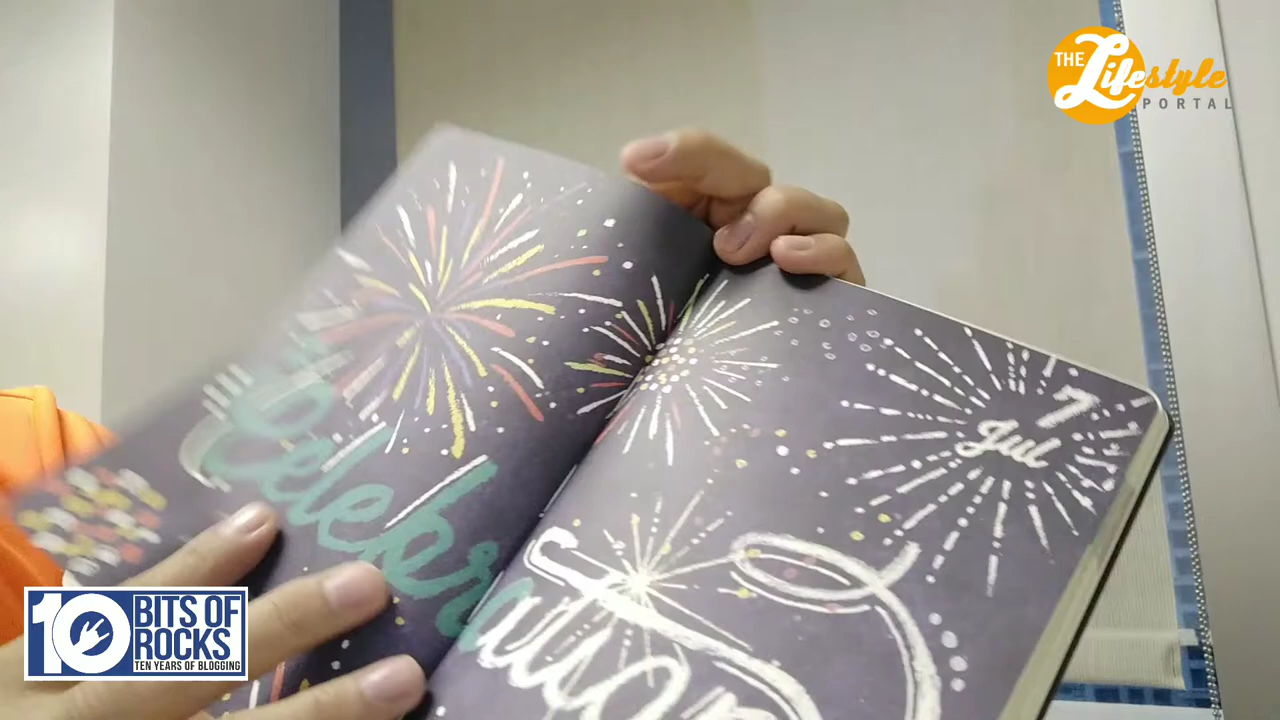 THE Lifestyle
PORTAL
7
Jul
Celebration
10 BITS OF
ROCKS
TEN YEARS OF BLOGGING